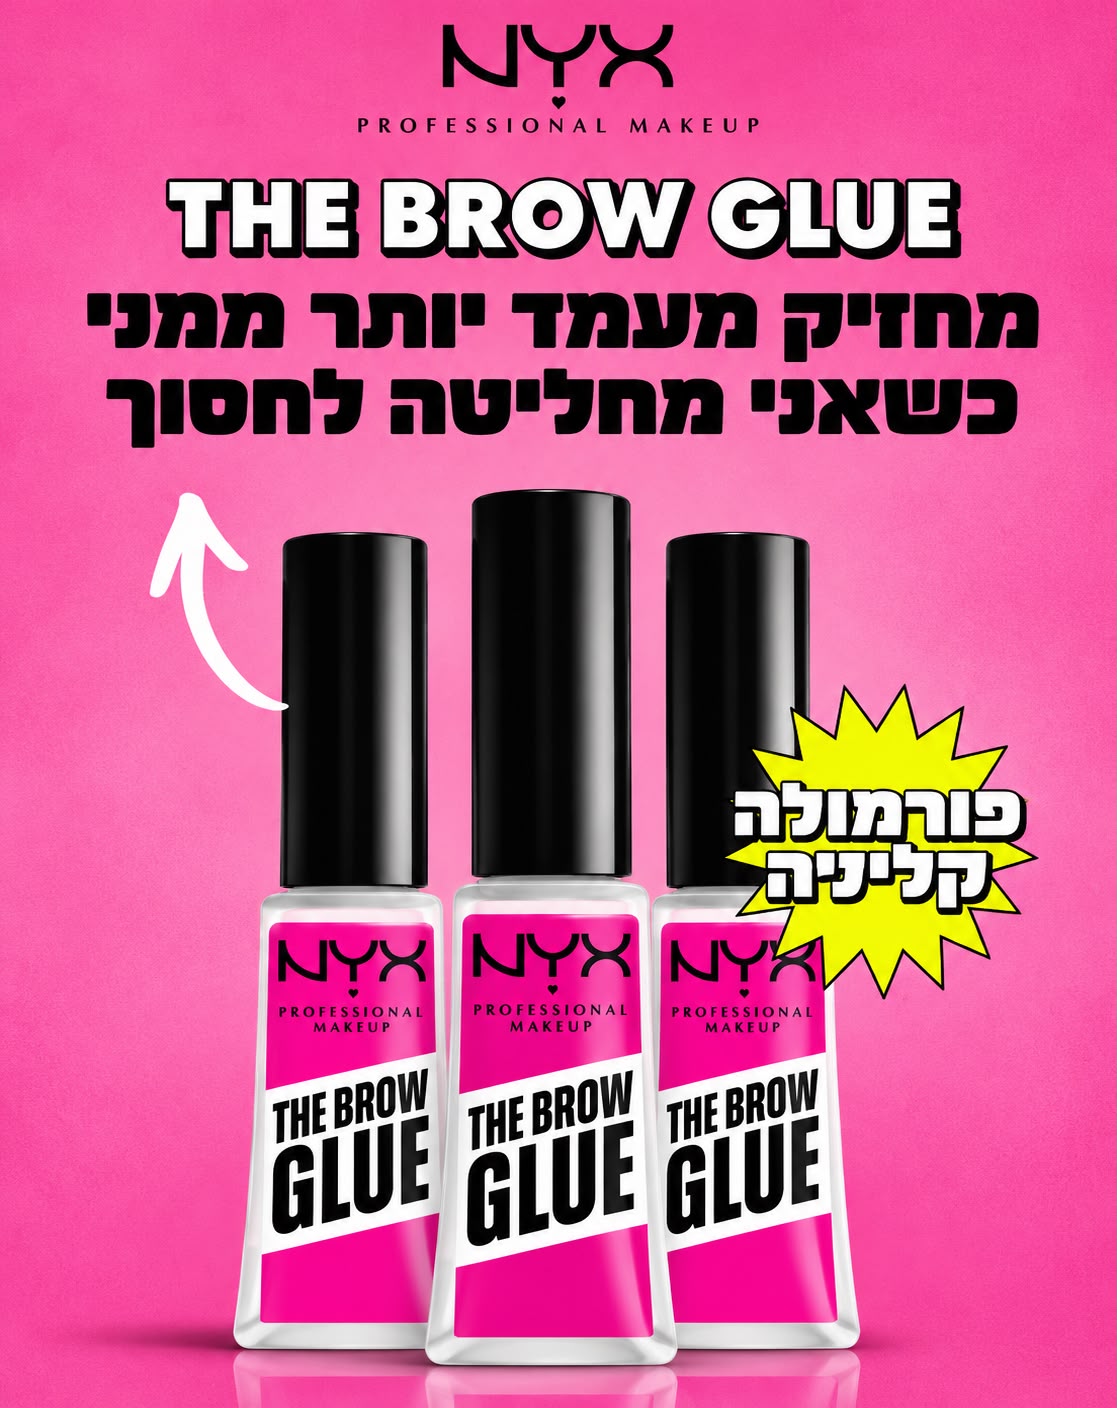 NYX
PROFESSIONAL MAKEUP
THE BROW GLUE
מחזיק מעמד יותר ממני
כשאני מחליטה לחסוך
פורמולה
קלינית
NYX
PROFESSIONAL
MAKEUP
THE BROW
GLUE
NYX
PROFESSIONAL
MAKEUP
THE BROW
GLUE
NYX
PROFESSIONAL
MAKEUP
THE BROW
GLUE